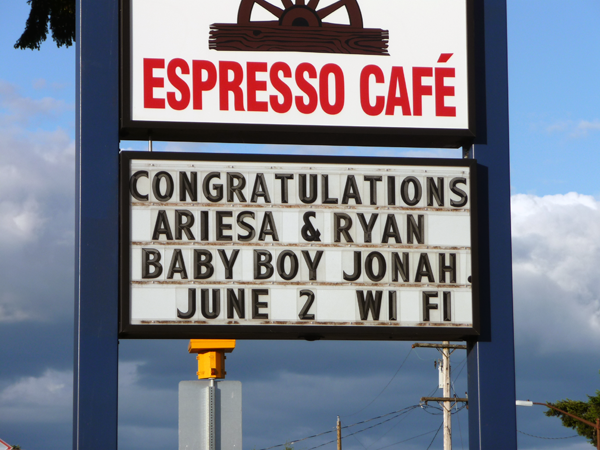 ESPRESSO CAFÉ
CONGRATULATIONS
ARIESA & RYAN
BABY BOY JONAH.
JUNE 2 WI FI